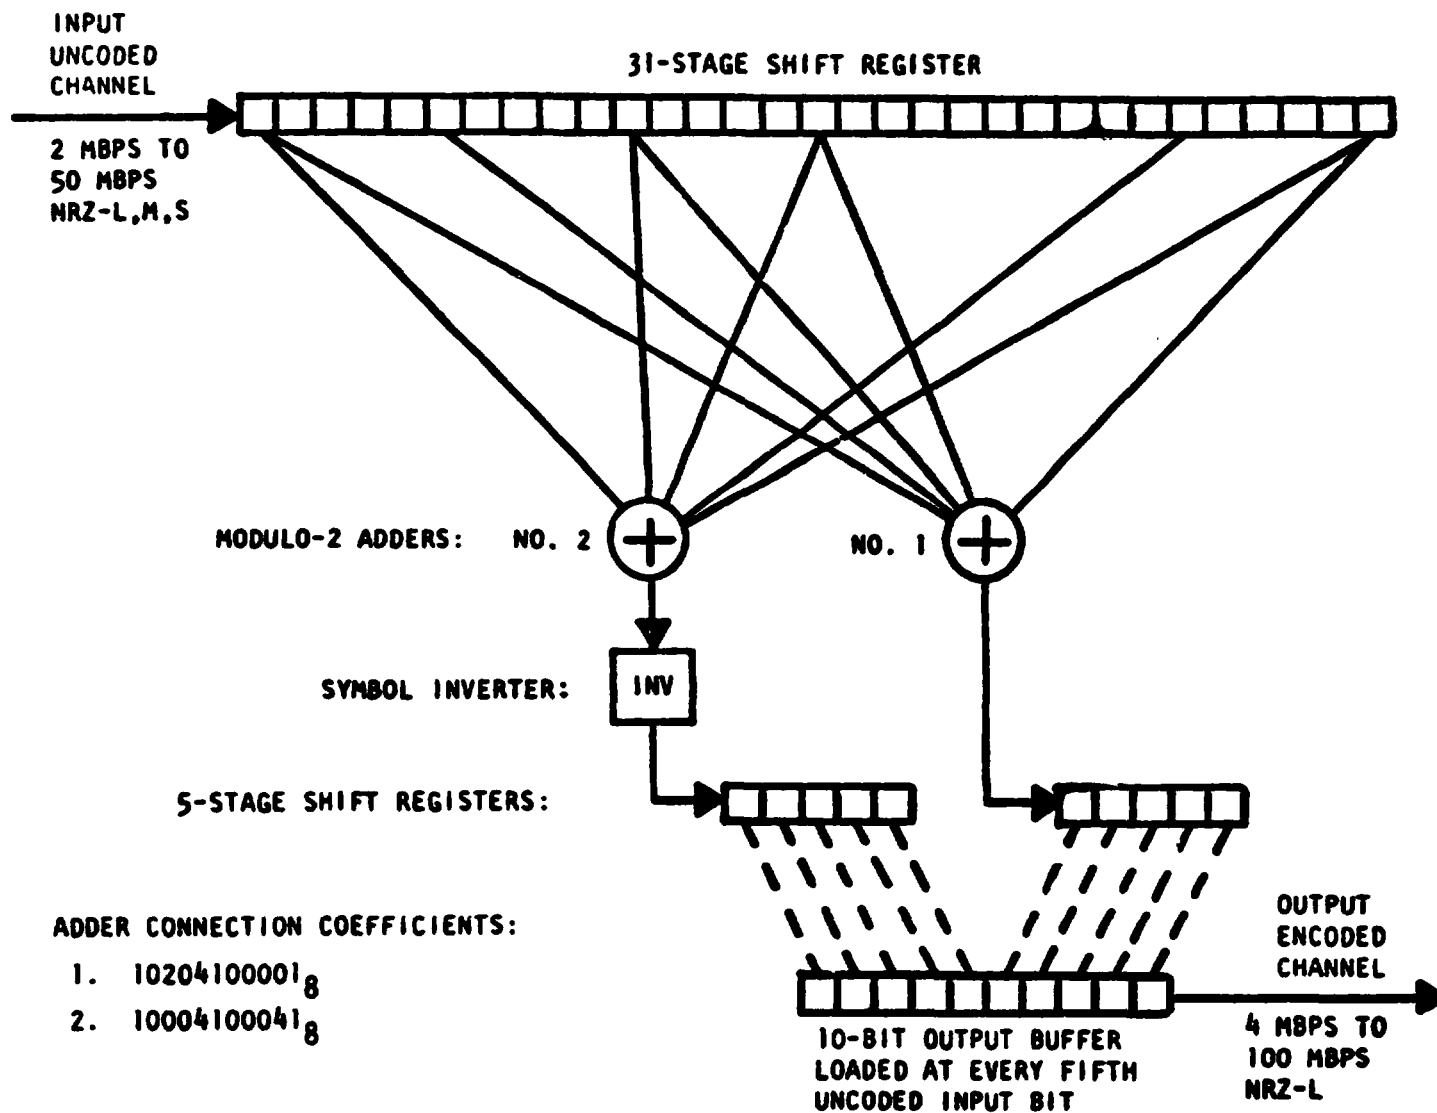 INPUT
UNCODED
CHANNEL
31-STAGE SHIFT REGISTER
2 MBPS TO
50 MBPS
NRZ-L,M,S
MODULO-2 ADDERS: NO. 2
NO. 1
SYMBOL INVERTER:
INV
5-STAGE SHIFT REGISTERS:
ADDER CONNECTION COEFFICIENTS:
1. 10204100001₈
2. 10004100041₈
OUTPUT
ENCODED
CHANNEL
10-BIT OUTPUT BUFFER
LOADED AT EVERY FIFTH
UNCODED INPUT BIT
4 MBPS TO
100 MBPS
NRZ-L